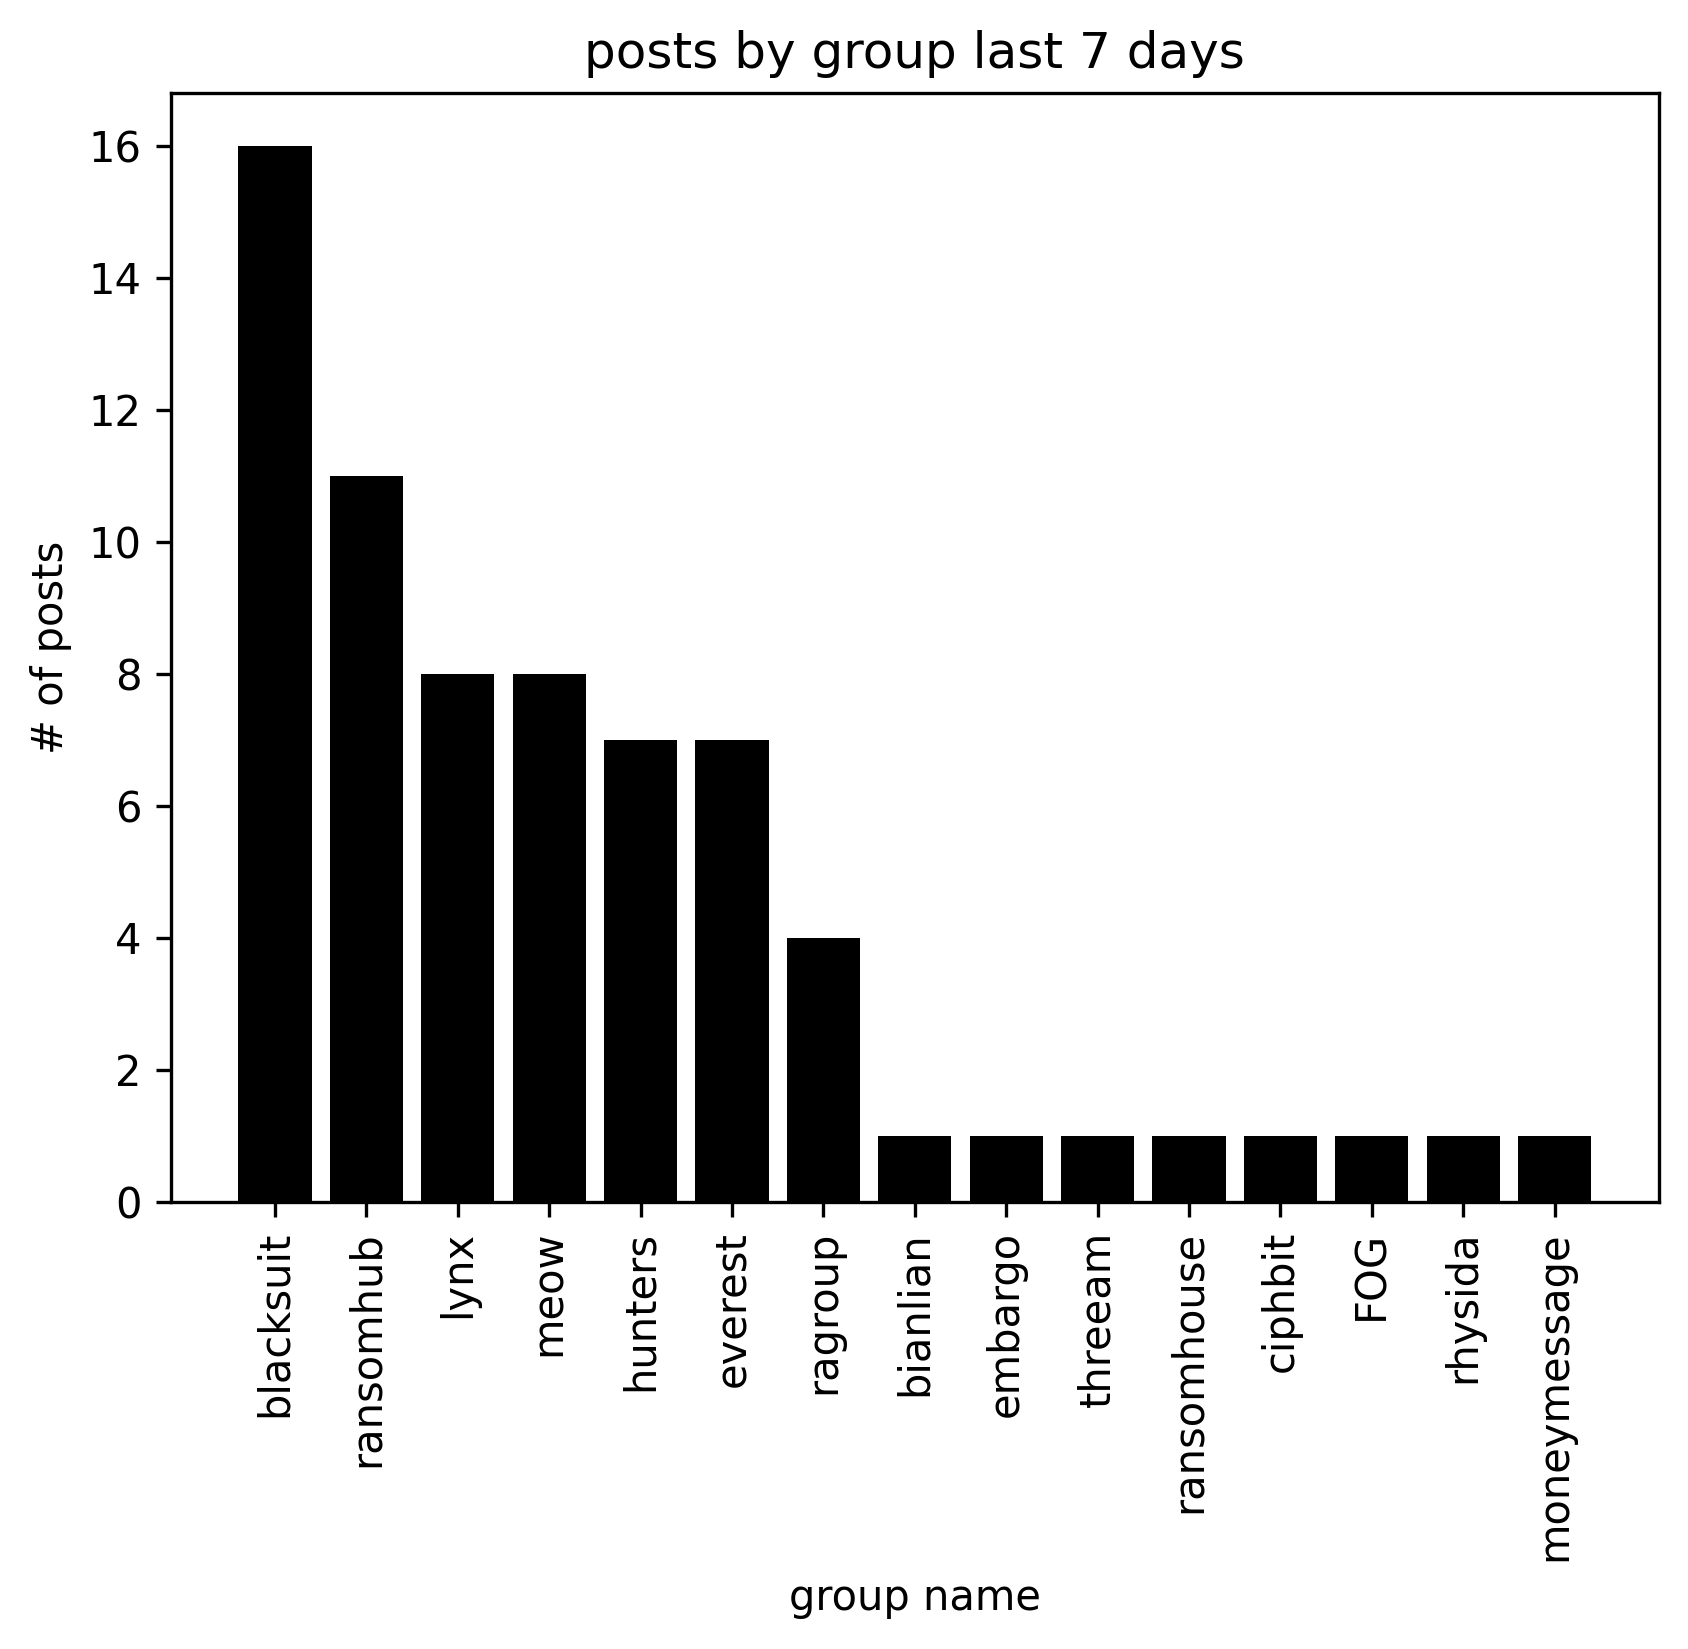 posts by group last 7 days
# of posts
16
14
12
10
8
6
4
2
0
blacksuit
ransomhub
lynx
meow
hunters
everest
ragroup
bianlian
embargo
threeam
ransomhouse
ciphbit
FOG
rhysida
moneymessage
group name